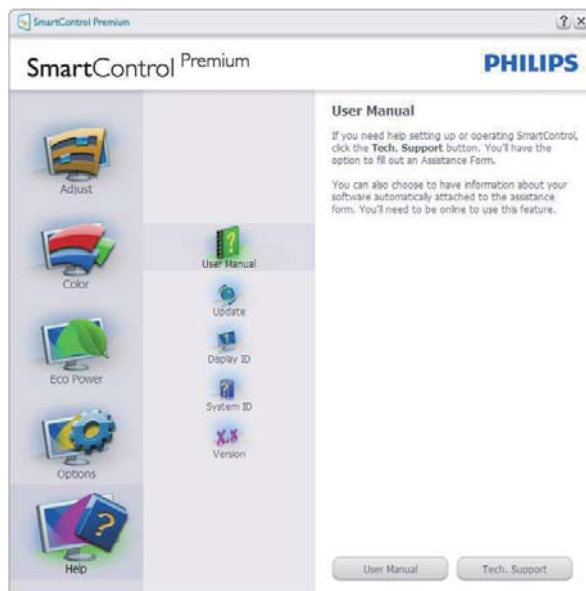 SmartControl Premium
SmartControl Premium
PHILIPS
Adjust
Color
Eco Power
Options
Help
User Manual
Update
Display ID
System ID
X.X
Version
User Manual
If you need help setting up or operating SmartControl,
click the Tech. Support button. You'll have the
option to fill out an Assistance Form.
You can also choose to have information about your
software automatically attached to the assistance
form. You'll need to be online to use this feature.
User Manual
Tech. Support